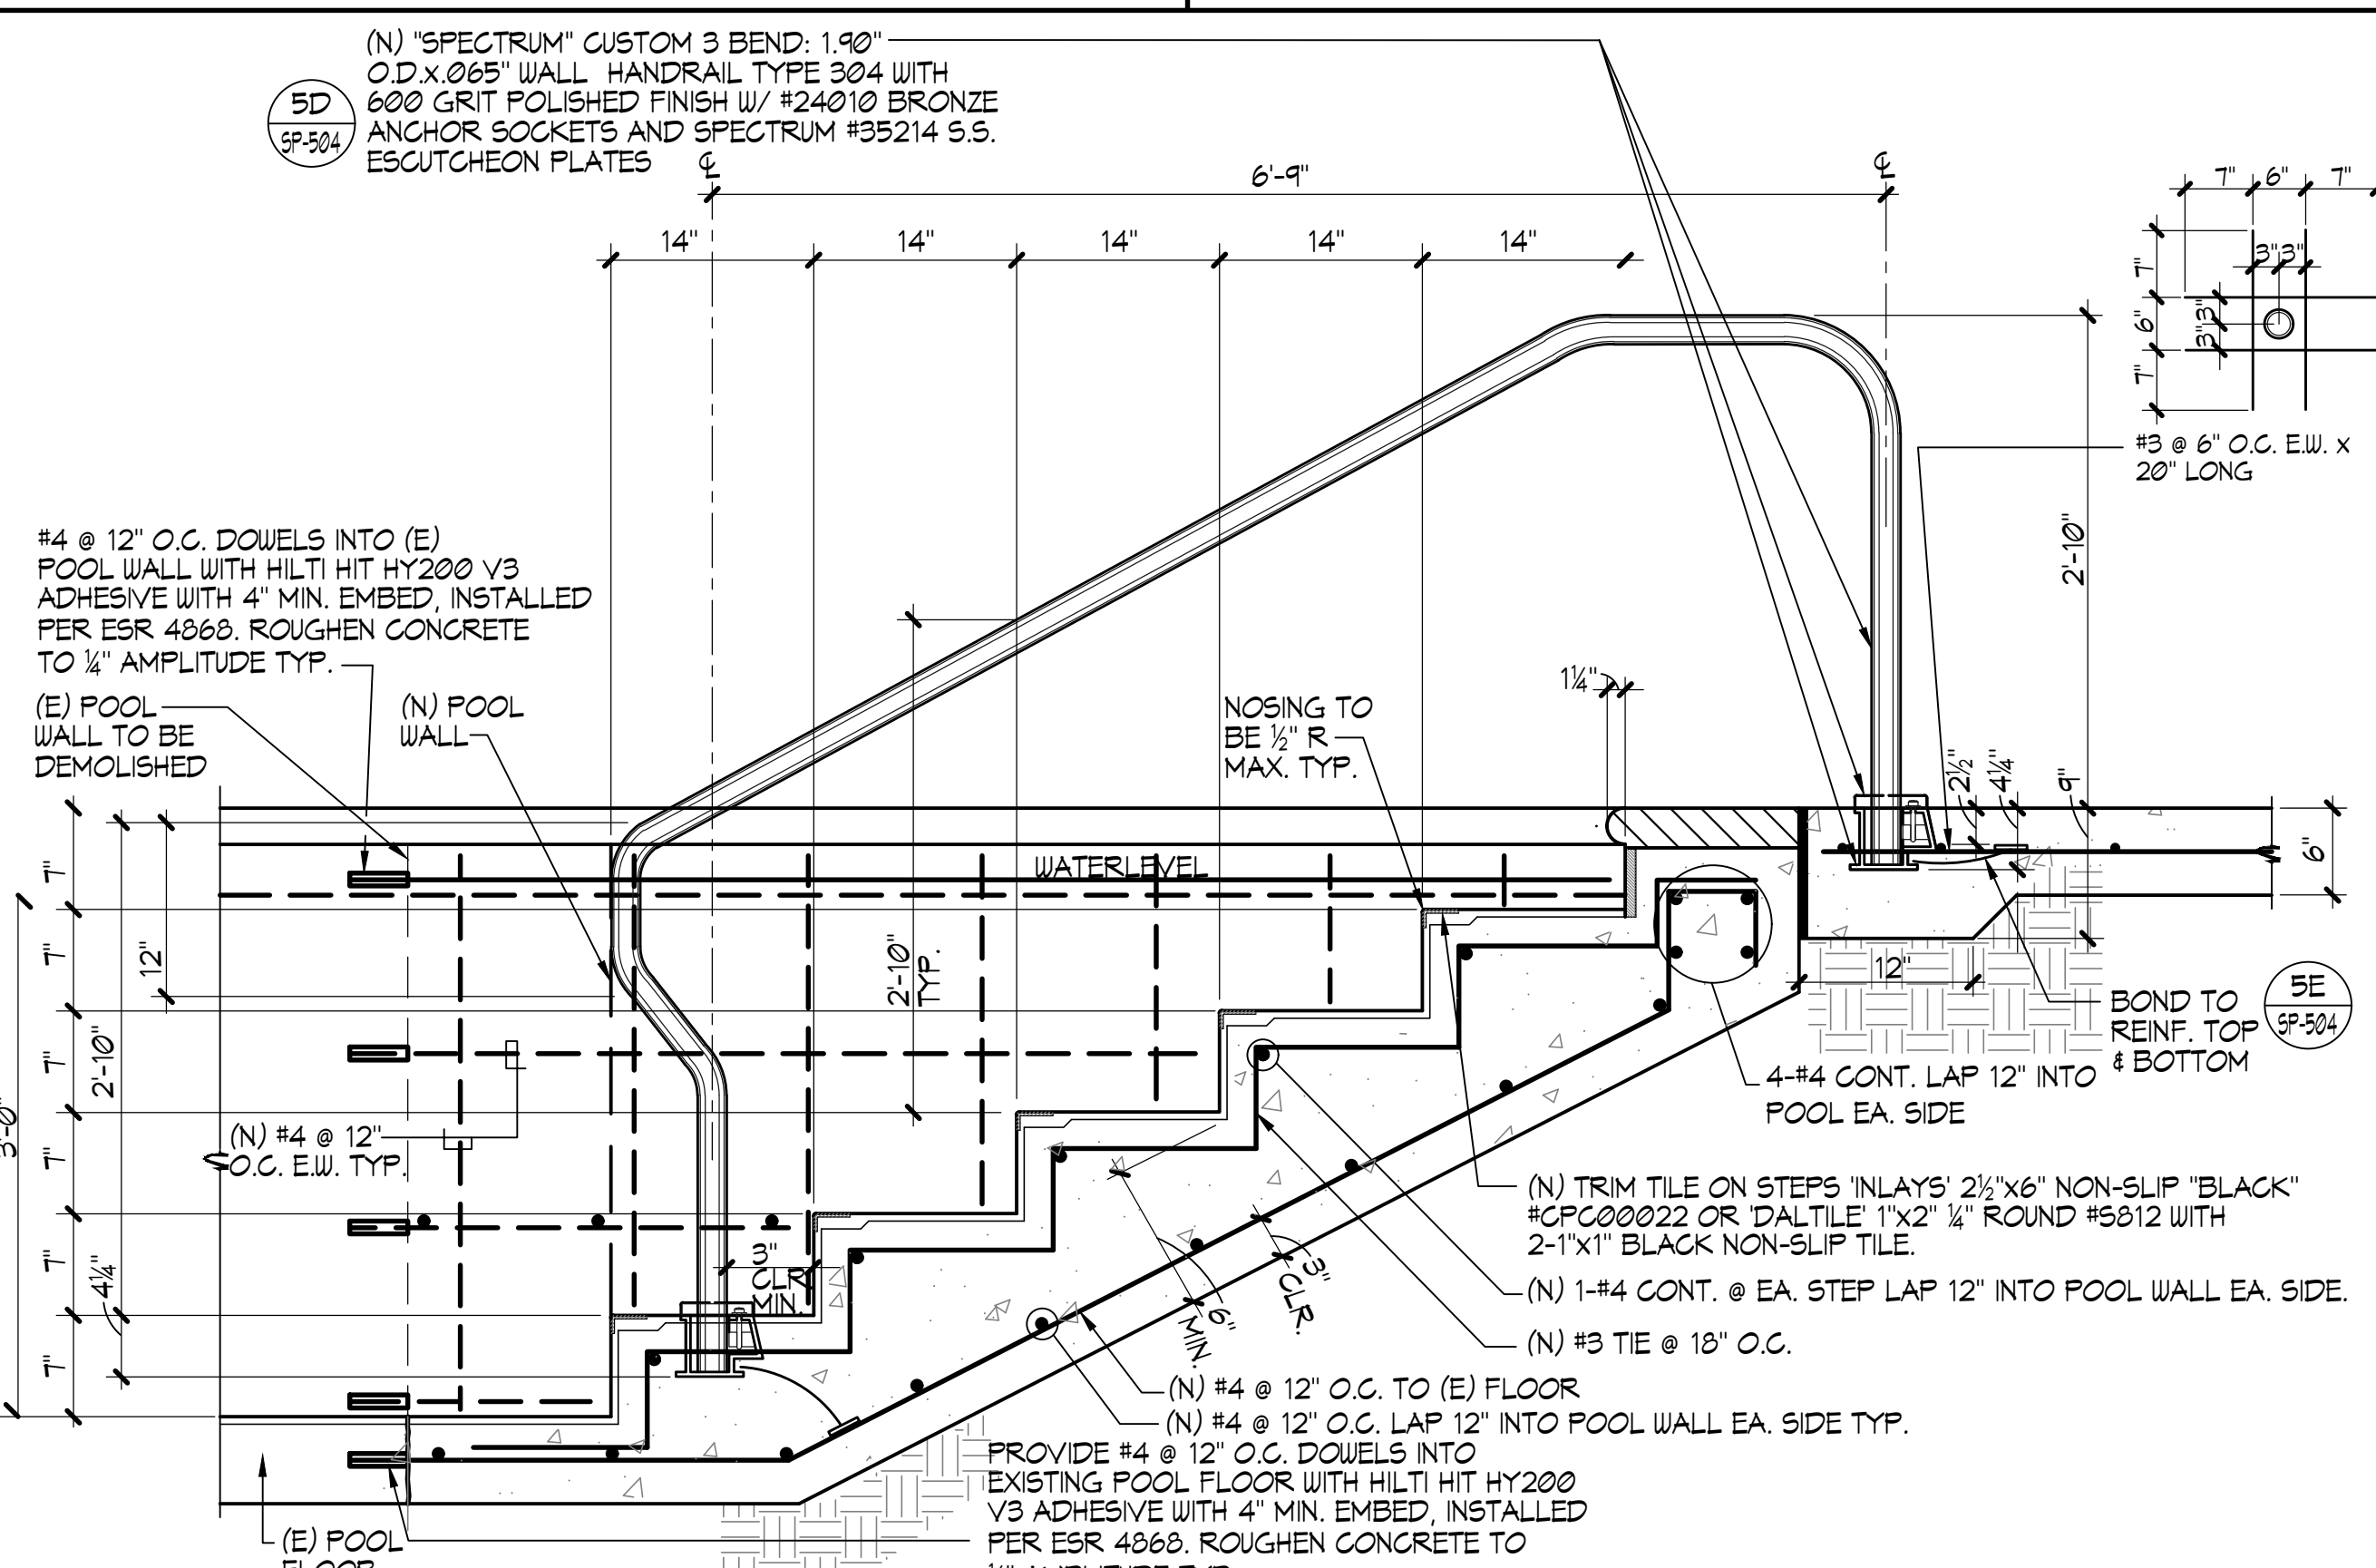 (N) "SPECTRUM" CUSTOM 3 BEND: 1.90"
O.D.x.065" WALL HANDRAIL TYPE 304 WITH
600 GRIT POLISHED FINISH W/ #24010 BRONZE
ANCHOR SOCKETS AND SPECTRUM #35214 S.S.
ESCUTCHEON PLATES
5D
SP-504
℄
℄
6'-9"
14"
14"
14"
14"
14"
7"
6"
7"
3"
3"
7"
6"
7"
3"
3"
#3 @ 6" O.C. E.W. x
20" LONG
2'-10"
#4 @ 12" O.C. DOWELS INTO (E)
POOL WALL WITH HILTI HIT HY200 V3
ADHESIVE WITH 4" MIN. EMBED, INSTALLED
PER ESR 4868. ROUGHEN CONCRETE
TO ¼" AMPLITUDE TYP.
(E) POOL
WALL TO BE
DEMOLISHED
(N) POOL
WALL
NOSING TO
BE ½" R
MAX. TYP.
1¼"
2½"
4¼"
9"
6"
WATERLEVEL
7"
7"
7"
7"
7"
7"
12"
2'-10"
3'-0"
4¼"
2'-10"
TYP.
12"
5E
SP-504
BOND TO
REINF. TOP
& BOTTOM
4-#4 CONT. LAP 12" INTO
POOL EA. SIDE
(N) #4 @ 12"
O.C. E.W. TYP.
3"
CLR
MIN.
6"
MIN.
3"
CLR.
(N) TRIM TILE ON STEPS 'INLAYS' 2½"x6" NON-SLIP "BLACK"
#CPC00022 OR 'DALTILE' 1"x2" ¼" ROUND #S812 WITH
2-1"x1" BLACK NON-SLIP TILE.
(N) 1-#4 CONT. @ EA. STEP LAP 12" INTO POOL WALL EA. SIDE.
(N) #3 TIE @ 18" O.C.
(N) #4 @ 12" O.C. TO (E) FLOOR
(N) #4 @ 12" O.C. LAP 12" INTO POOL WALL EA. SIDE TYP.
PROVIDE #4 @ 12" O.C. DOWELS INTO
EXISTING POOL FLOOR WITH HILTI HIT HY200
V3 ADHESIVE WITH 4" MIN. EMBED, INSTALLED
PER ESR 4868. ROUGHEN CONCRETE TO
(E) POOL
FLOOR